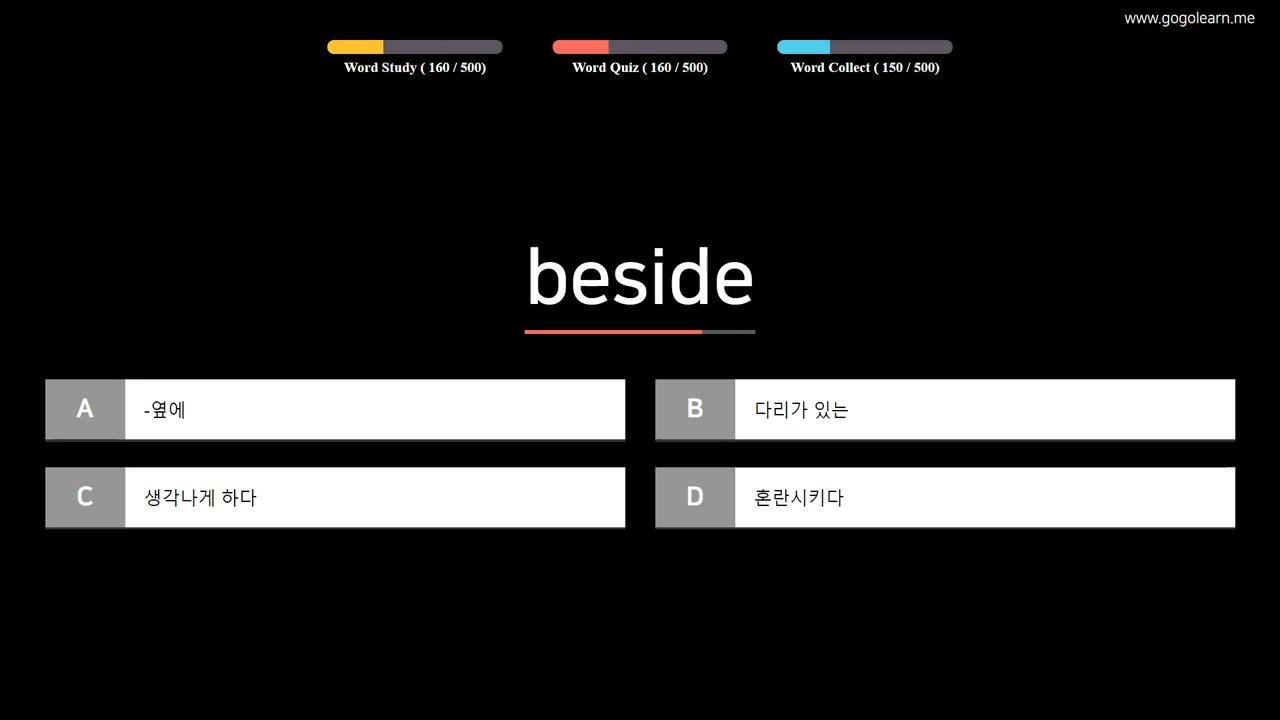 www.gogolearn.me
Word Study ( 160 / 500)
Word Quiz ( 160 / 500)
Word Collect ( 150 / 500)
beside
A -옆에
B 다리가 있는
C 생각나게 하다
D 혼란시키다